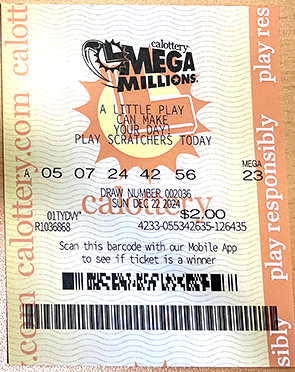 calottery
MEGA
MILLIONS
A LITTLE PLAY
CAN MAKE
YOUR DAY!
PLAY SCRATCHERS TODAY
MEGA
A 05 07 24 42 56 23
DRAW NUMBER 002036
SUN DEC 22 2024
calottery
01TYDVY"
$2.00
R1036868
4233-055342635-126435
Scan this barcode with our Mobile App
to see if ticket is a winner
calottery.com calottery
.com
play responsibly
play res
sibly